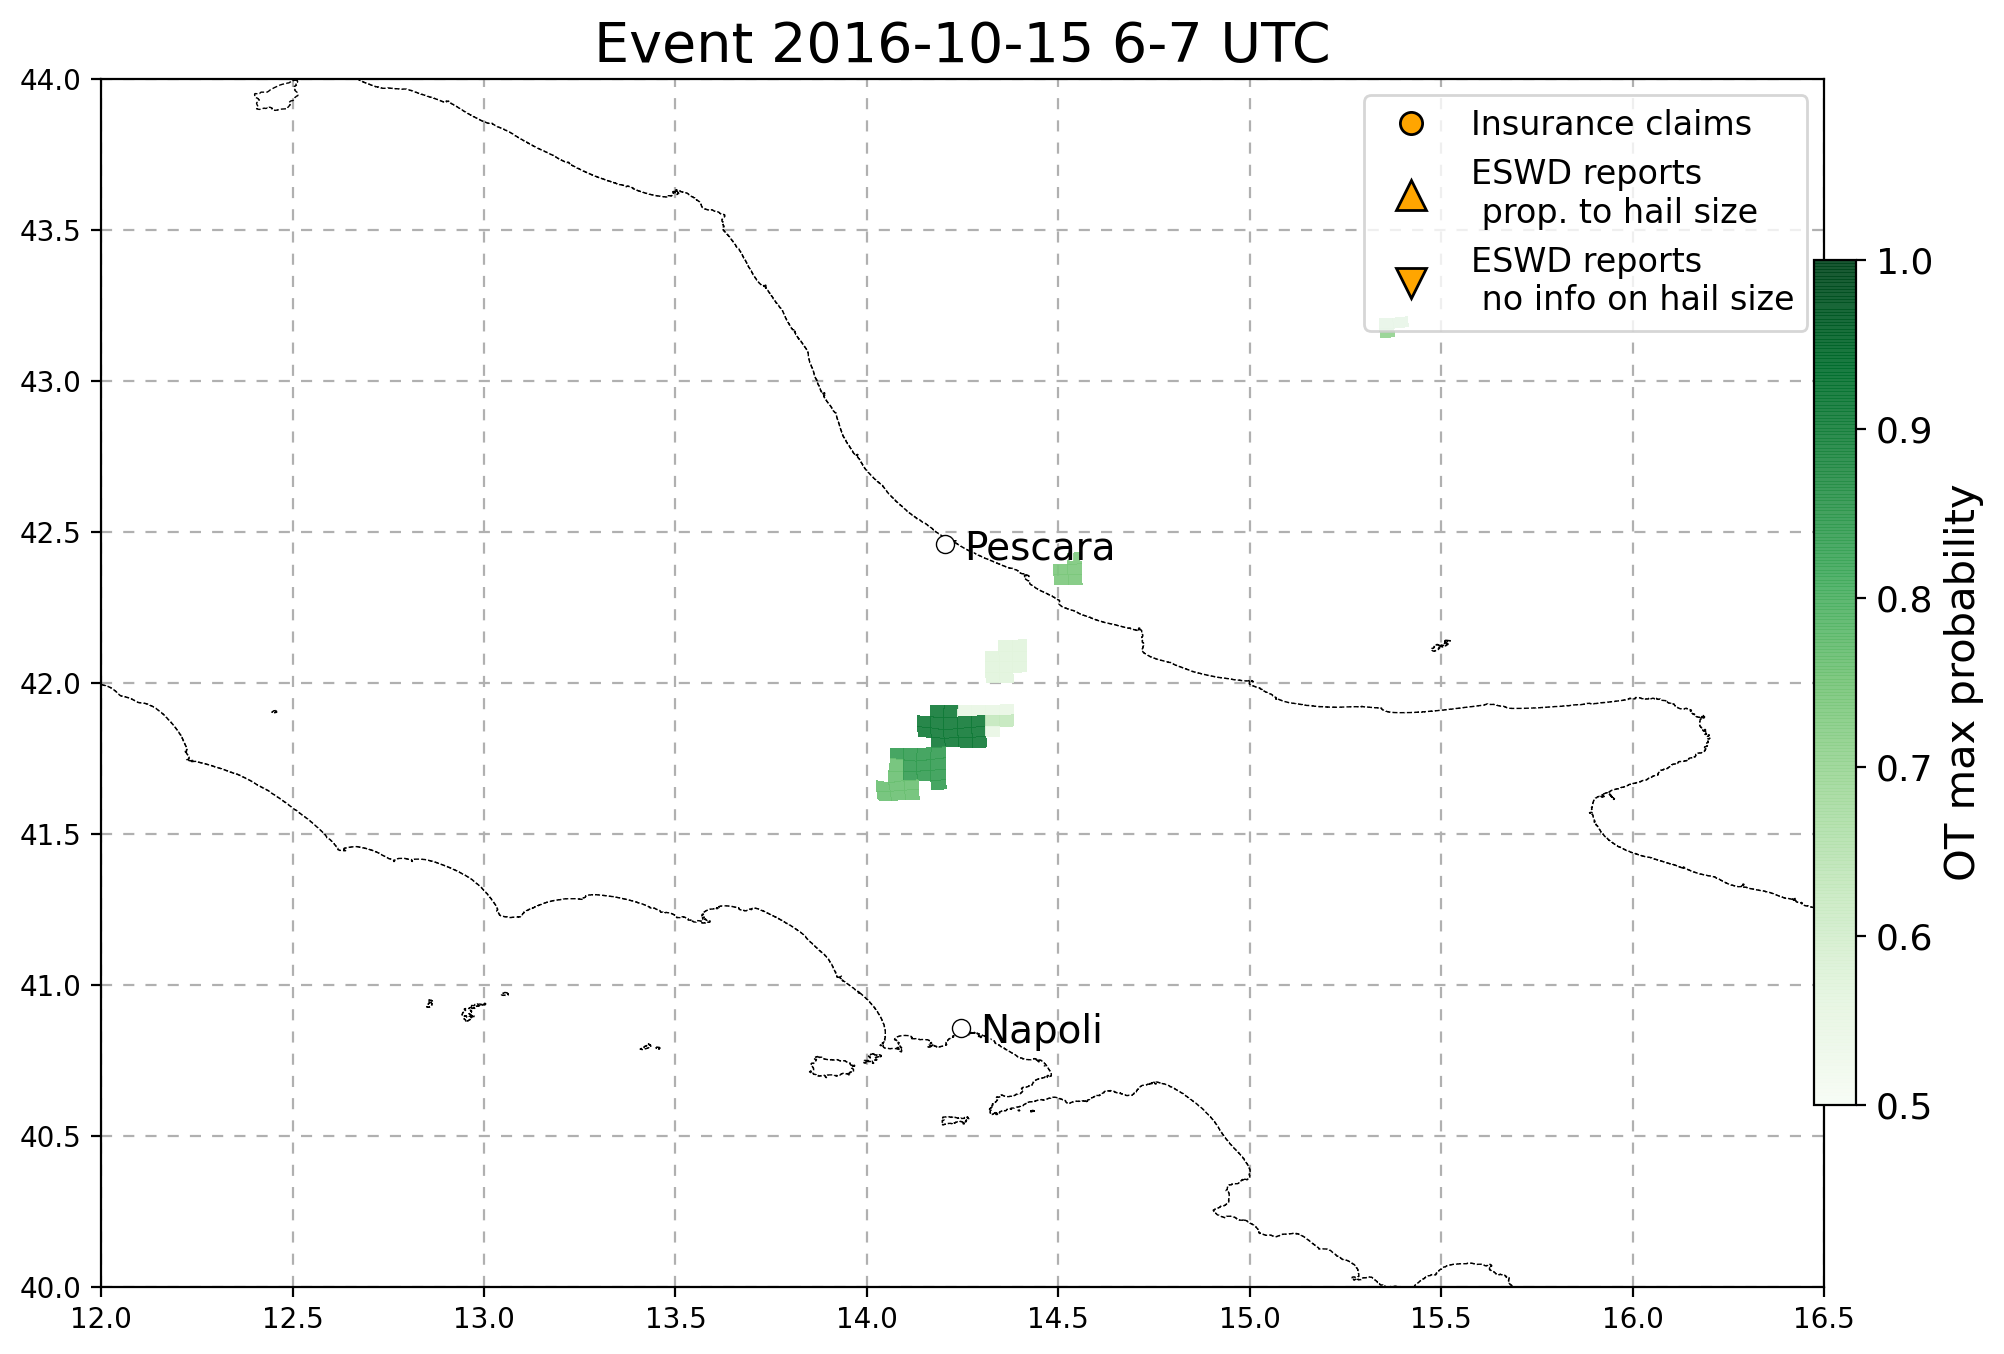 Event 2016-10-15 6-7 UTC
44.0
43.5
43.0
42.5
42.0
41.5
41.0
40.5
40.0
12.0
12.5
13.0
13.5
14.0
14.5
15.0
15.5
16.0
16.5
Insurance claims
ESWD reports
prop. to hail size
ESWD reports
no info on hail size
Pescara
Napoli
1.0
0.9
0.8
0.7
0.6
0.5
OT max probability